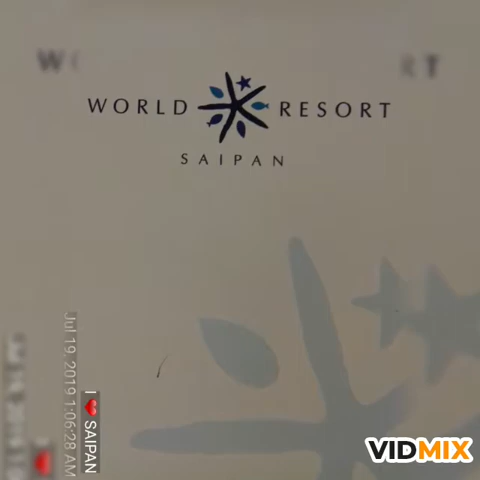 WORLD RESORT
SAIPAN
Jul 19, 2019 1:06:28 AM
I ❤️ SAIPAN
VIDMIX